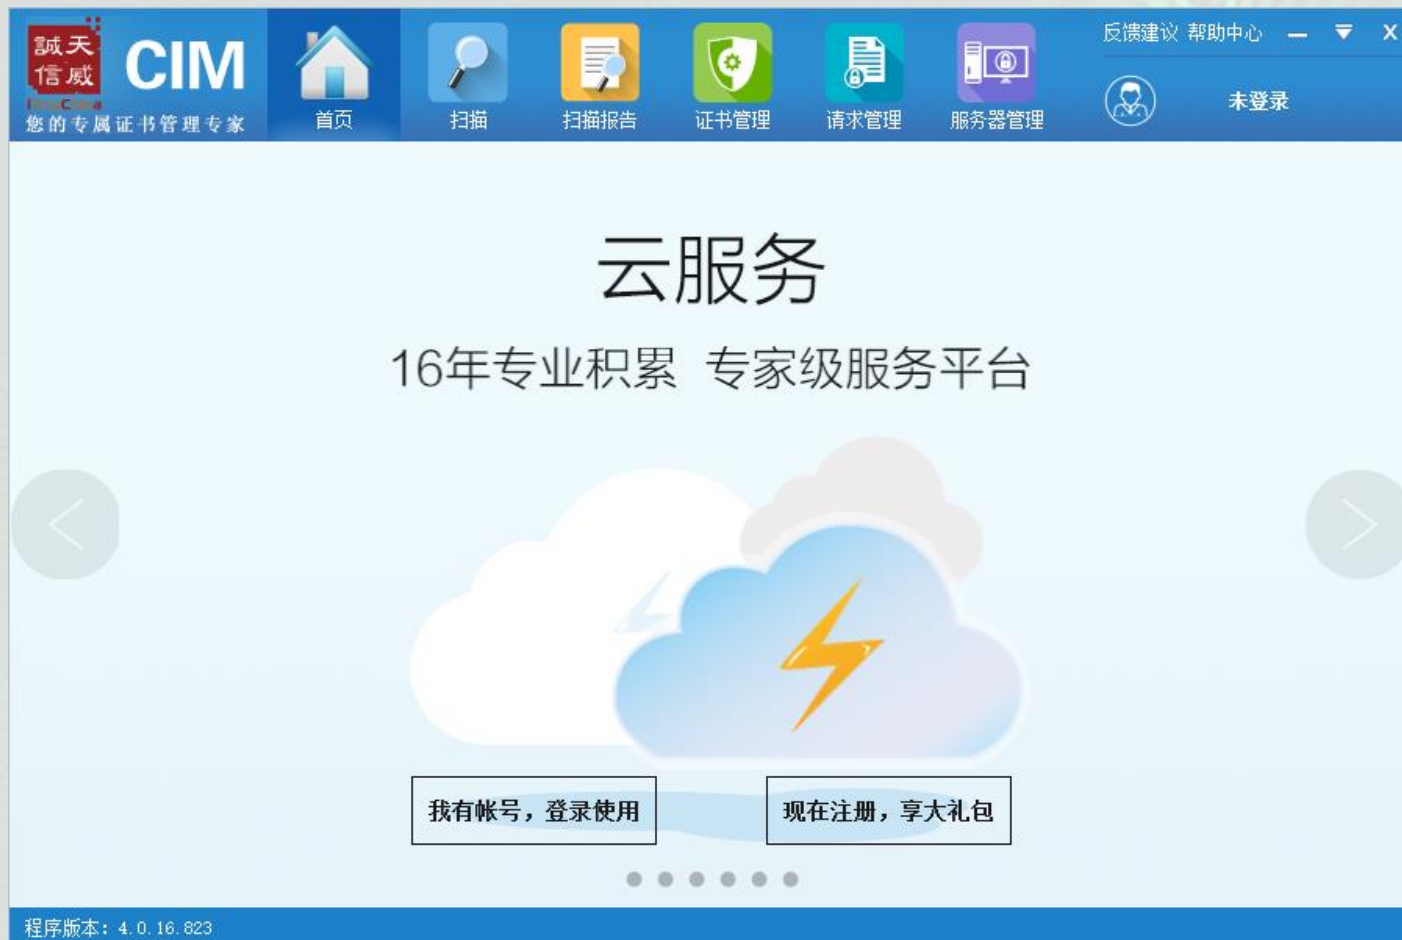 誠天
信威
CIM
您的专属证书管理专家
首页
扫描
扫描报告
证书管理
请求管理
服务器管理
反馈建议 帮助中心
未登录
云服务
16年专业积累 专家级服务平台
我有帐号，登录使用
现在注册，享大礼包
程序版本：4.0.16.823